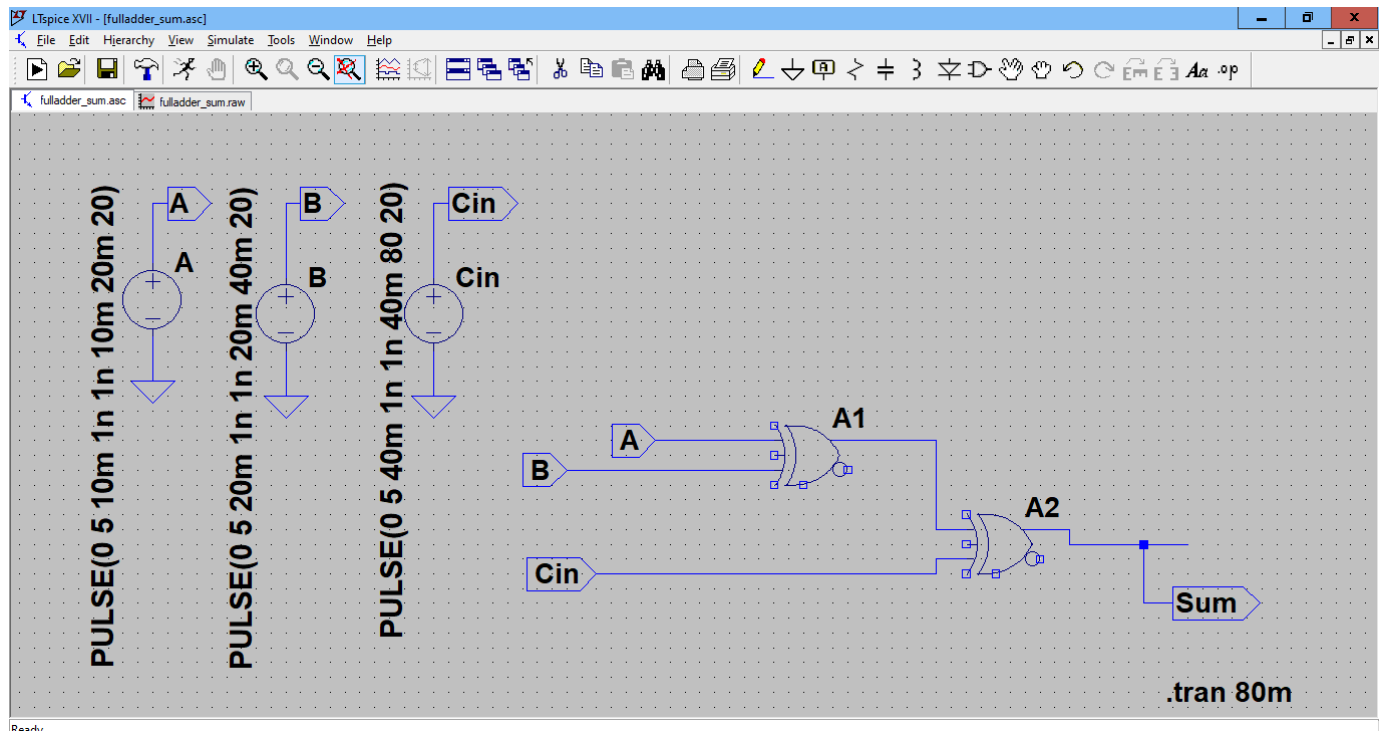 LTspice XVII - [fulladder_sum.asc]
File Edit Hierarchy View Simulate Tools Window Help
Aa .op
fulladder_sum.asc fulladder_sum.raw
PULSE(0 5 10m 1n 1n 10m 20m 20)
A
A
PULSE(0 5 20m 1n 1n 20m 40m 20)
B
B
PULSE(0 5 40m 1n 1n 40m 80 20)
Cin
Cin
A
B
A1
A2
Cin
Sum
.tran 80m
Ready